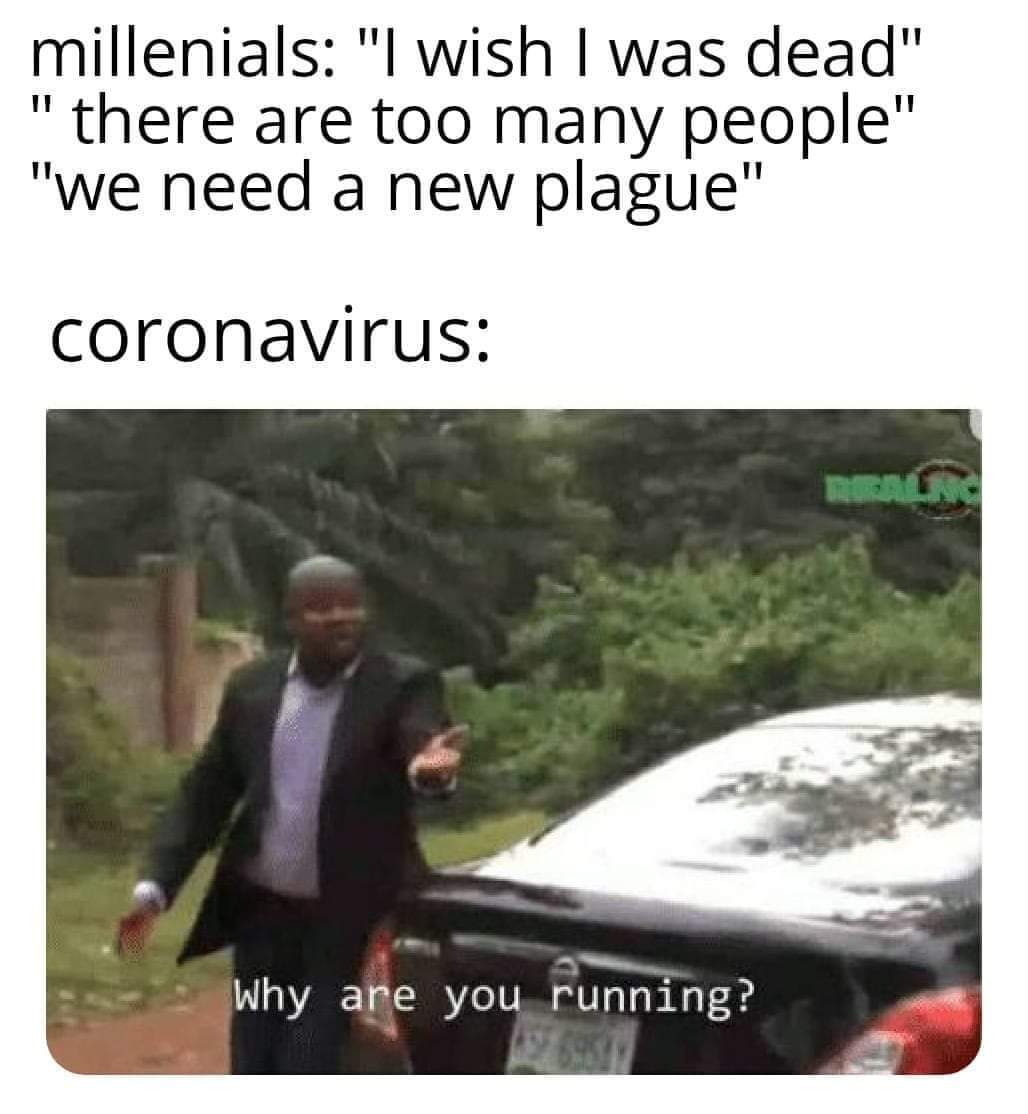 millenials: "I wish I was dead"
" there are too many people"
"we need a new plague"
coronavirus:
Why are you running?